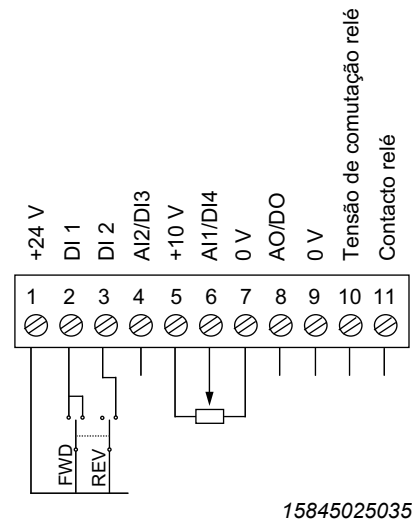 +24 V
DI 1
DI 2
AI2/DI3
+10 V
AI1/DI4
0 V
AO/DO
0 V
Tensão de comutação relé
Contacto relé
1 2 3 4 5 6 7 8 9 10 11
FWD
REV
15845025035